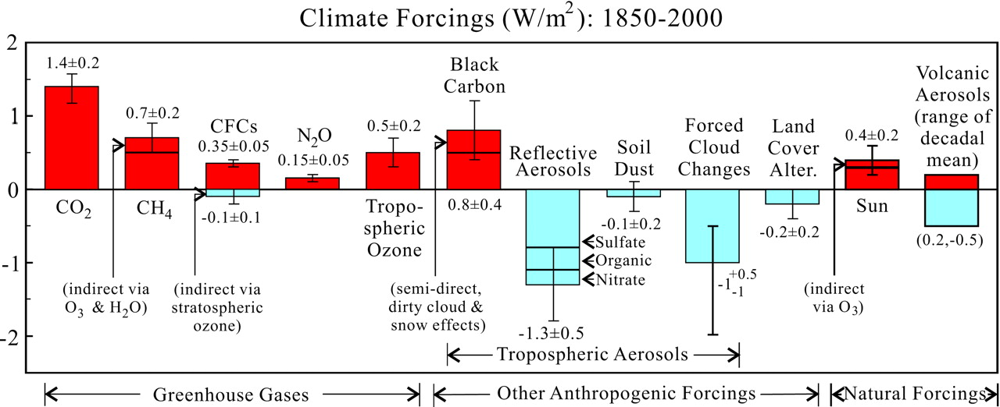 Climate Forcings (W/m²): 1850-2000
2
1
0
-1
-2
1.4±0.2
CO₂
0.7±0.2
CH₄
(indirect via
O₃ & H₂O)
CFCs
0.35±0.05
-0.1±0.1
(indirect via
stratospheric
ozone)
N₂O
0.15±0.05
0.5±0.2
Tropo-
spheric
Ozone
Black
Carbon
0.8±0.4
(semi-direct,
dirty cloud &
snow effects)
Reflective
Aerosols
Sulfate
Organic
Nitrate
-1.3±0.5
Soil
Dust
-0.1±0.2
Forced
Cloud
Changes
-1 +0.5 -1
Land
Cover
Alter.
-0.2±0.2
0.4±0.2
Sun
(indirect
via O₃)
Volcanic
Aerosols
(range of
decadal
mean)
(0.2,-0.5)
Tropospheric Aerosols
Greenhouse Gases
Other Anthropogenic Forcings
Natural Forcings